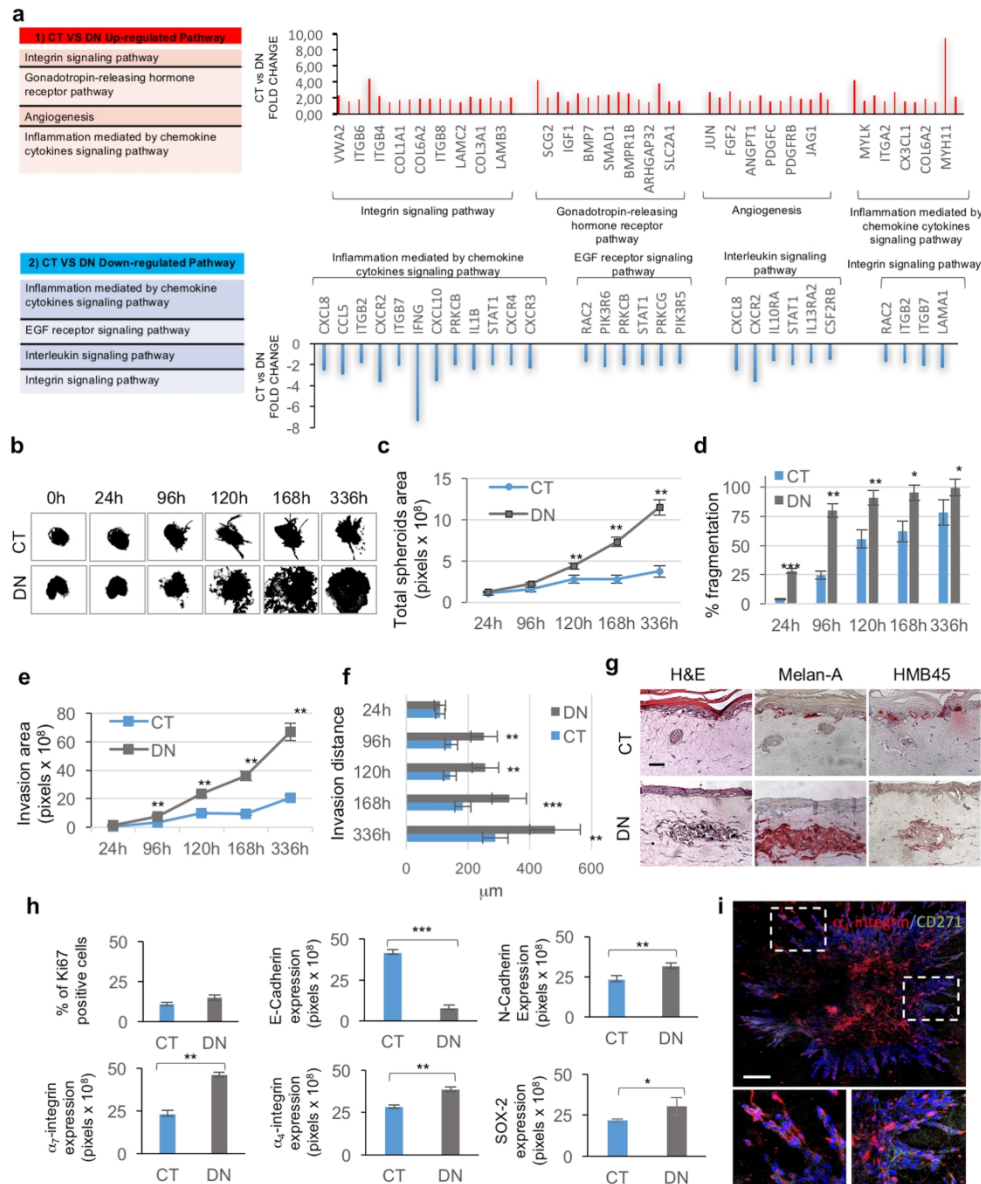 a
1) CT VS DN Up-regulated Pathway
Integrin signaling pathway
Gonadotropin-releasing hormone
receptor pathway
Angiogenesis
Inflammation mediated by chemokine
cytokines signaling pathway
CT vs DN
FOLD CHANGE
10,00
8,00
6,00
4,00
2,00
0,00
VWA2
ITGB6
ITGB4
COL1A1
COL6A2
ITGB8
LAMC2
COL3A1
LAMB3
SCG2
IGF1
BMP7
SMAD1
BMPR1B
ARHGAP32
SLC2A1
JUN
FGF2
ANGPT1
PDGFC
PDGFRB
JAG1
MYLK
ITGA2
CX3CL1
COL6A2
MYH11
Integrin signaling pathway
Gonadotropin-releasing
hormone receptor
pathway
Angiogenesis
Inflammation mediated by
chemokine cytokines
signaling pathway
2) CT VS DN Down-regulated Pathway
Inflammation mediated by chemokine
cytokines signaling pathway
EGF receptor signaling pathway
Interleukin signaling pathway
Integrin signaling pathway
Inflammation mediated by chemokine
cytokines signaling pathway
EGF receptor signaling
pathway
Interleukin signaling
pathway
Integrin signaling pathway
CXCL8
CCL5
ITGB2
CXCR2
ITGB7
IFNG
CXCL10
PRKCB
IL1B
STAT1
CXCR4
CXCR3
RAC2
PIK3R6
PRKCB
STAT1
PRKCG
PIK3R5
CXCL8
CXCR2
IL10RA
STAT1
IL13RA2
CSF2RB
RAC2
ITGB2
ITGB7
LAMA1
CT vs DN
FOLD CHANGE
0
-2
-4
-6
-8
b
0h 24h 96h 120h 168h 336h
CT
DN
c
Total spheroids area
(pixels x 10⁸)
15
10
5
0
CT
DN
** ** **
24h 96h 120h 168h 336h
d
% fragmentation
100
75
50
25
0
CT
DN
*** ** ** * *
24h 96h 120h 168h 336h
e
Invasion area
(pixels x 10⁸)
80
60
40
20
0
CT
DN
** ** ** **
24h 96h 120h 168h 336h
f
Invasion distance
24h
96h **
120h **
168h ***
336h **
DN
CT
0 200 400 600
μm
g
H&E Melan-A HMB45
CT
DN
h
% of Ki67
positive cells
50
25
0
CT DN
E-Cadherin
expression
(pixels x 10⁸)
50
25
0
***
CT DN
N-Cadherin
Expression
(pixels x 10⁸)
50
25
0
**
CT DN
α₇-integrin
expression
(pixels x 10⁸)
50
25
0
**
CT DN
α₄-integrin
expression
(pixels x 10⁸)
50
25
0
**
CT DN
SOX-2
expression
(pixels x 10⁸)
50
25
0
*
CT DN
i
integrin/CD271